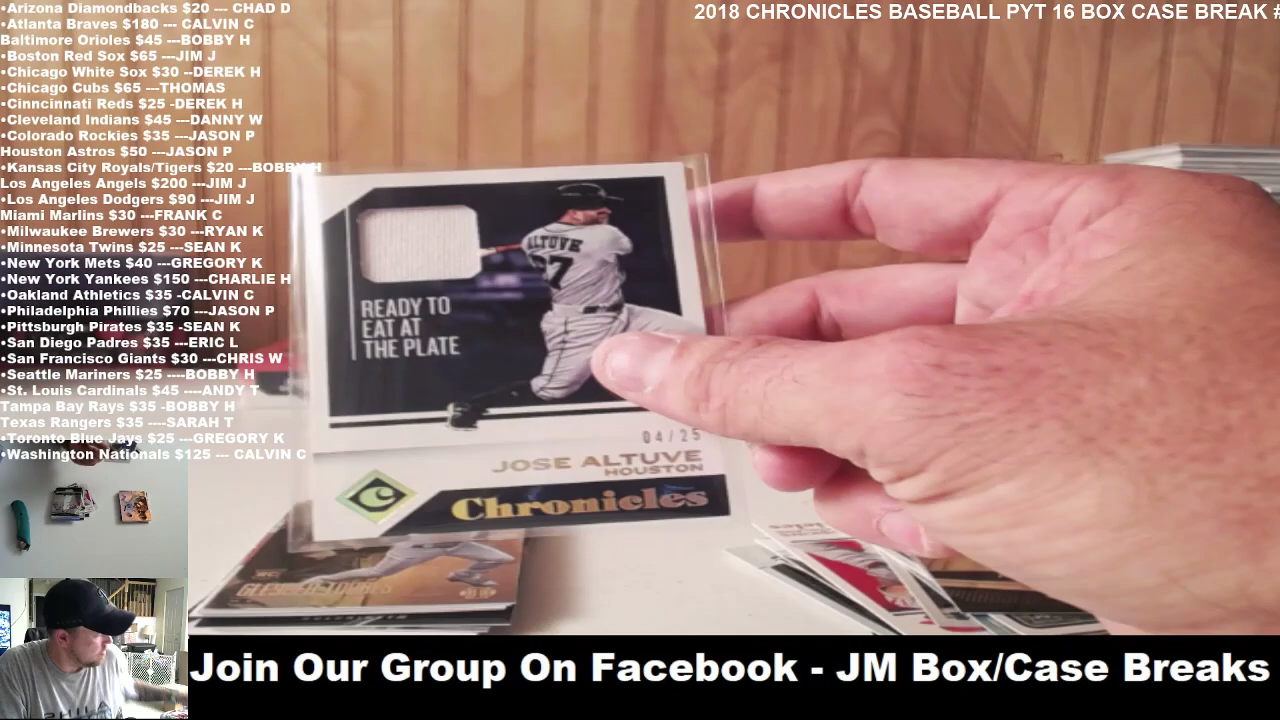 •Arizona Diamondbacks $20 --- CHAD D
•Atlanta Braves $180 --- CALVIN C
Baltimore Orioles $45 ---BOBBY H
•Boston Red Sox $65 ---JIM J
•Chicago White Sox $30 --DEREK H
•Chicago Cubs $65 ---THOMAS
•Cinncinnati Reds $25 -DEREK H
•Cleveland Indians $45 ---DANNY W
•Colorado Rockies $35 ---JASON P
Houston Astros $50 ---JASON P
•Kansas City Royals/Tigers $20 ---BOBBY H
Los Angeles Angels $200 ---JIM J
•Los Angeles Dodgers $90 ---JIM J
Miami Marlins $30 ---FRANK C
•Milwaukee Brewers $30 ---RYAN K
•Minnesota Twins $25 ---SEAN K
•New York Mets $40 ---GREGORY K
•New York Yankees $150 ---CHARLIE H
•Oakland Athletics $35 -CALVIN C
•Philadelphia Phillies $70 ---JASON P
•Pittsburgh Pirates $35 -SEAN K
•San Diego Padres $35 ---ERIC L
•San Francisco Giants $30 ---CHRIS W
•Seattle Mariners $25 ----BOBBY H
•St. Louis Cardinals $45 ----ANDY T
Tampa Bay Rays $35 -BOBBY H
Texas Rangers $35 ----SARAH T
•Toronto Blue Jays $25 ---GREGORY K
•Washington Nationals $125 --- CALVIN C
2018 CHRONICLES BASEBALL PYT 16 BOX CASE BREAK #
ALTUVE
27
READY TO
EAT AT
THE PLATE
04/25
JOSE ALTUVE
HOUSTON
C
Chronicles
GLEYBER TORRES
Join Our Group On Facebook - JM Box/Case Breaks